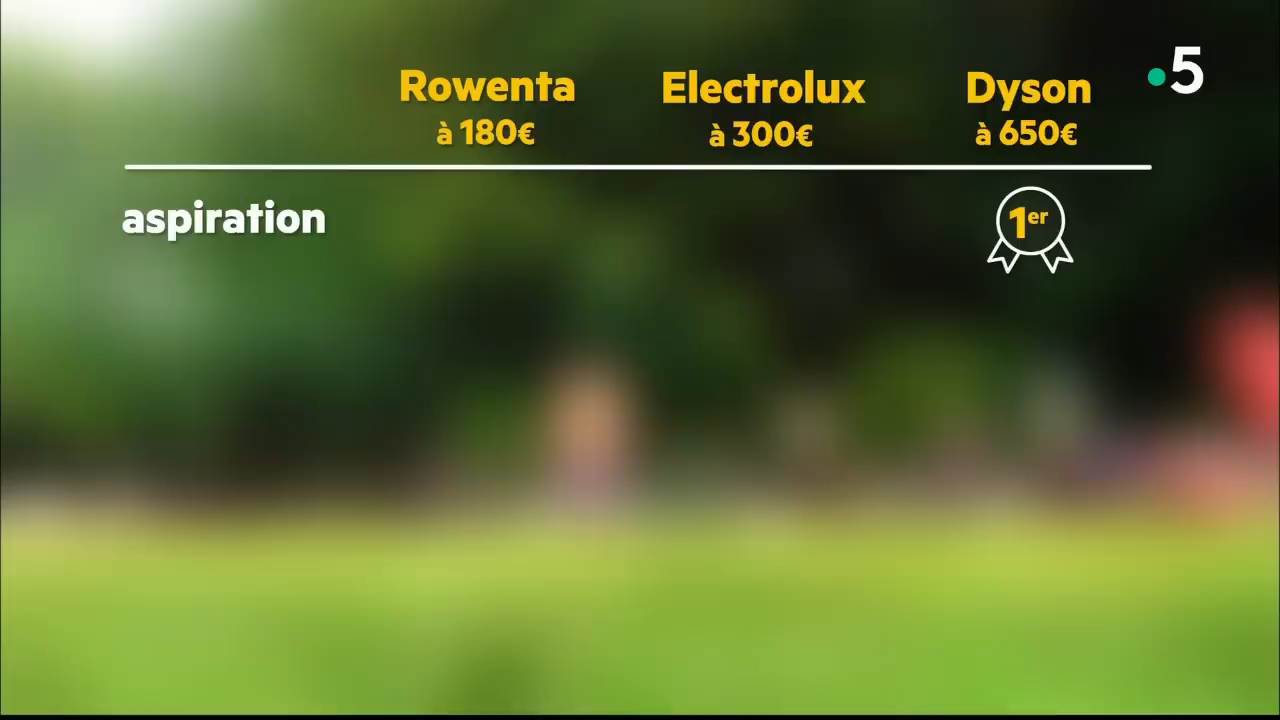 Rowenta Electrolux Dyson
à 180€ à 300€ à 650€
aspiration 1er
5